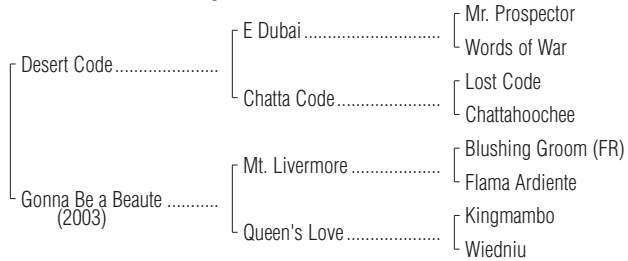 Mr. Prospector
E Dubai
Words of War
Desert Code
Lost Code
Chatta Code
Chattahoochee
Blushing Groom (FR)
Mt. Livermore
Flama Ardiente
Gonna Be a Beaute
(2003)
Kingmambo
Queen's Love
Wiedniu